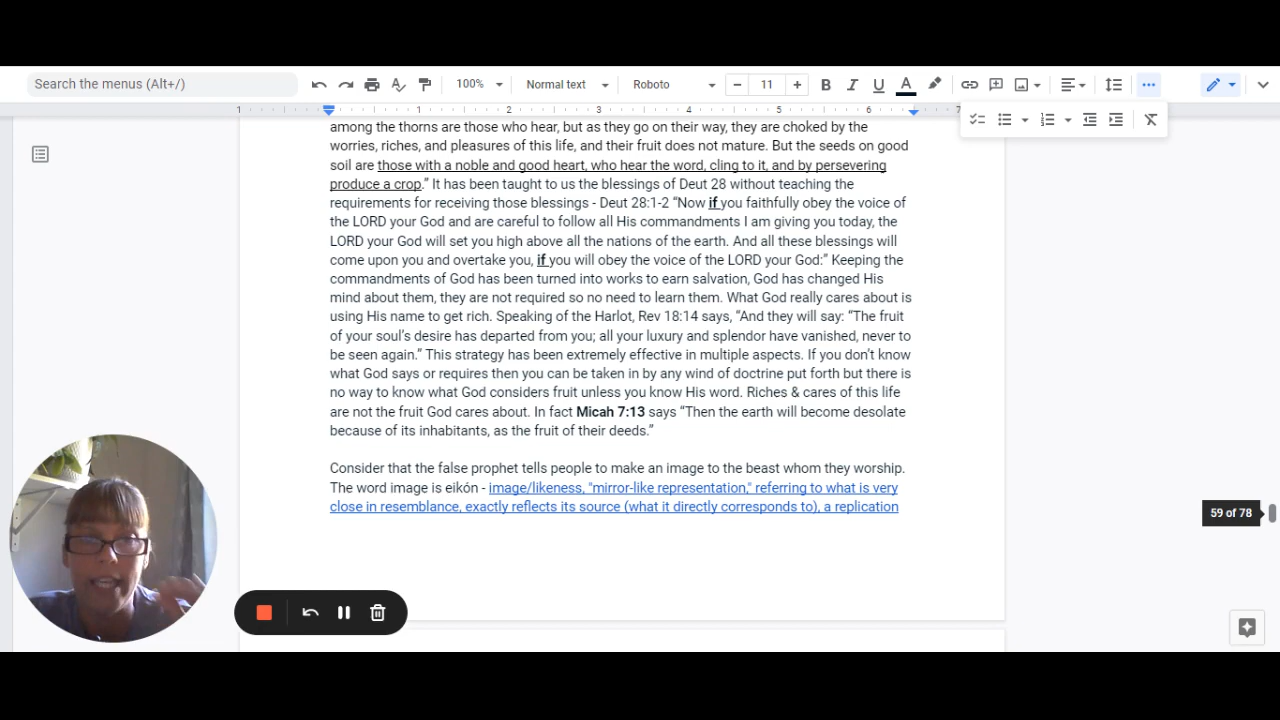 Search the menus (Alt+/)
100%
Normal text
Roboto
11
B I U A
1 1 2 3 4 5 6 7
among the thorns are those who hear, but as they go on their way, they are choked by the
worries, riches, and pleasures of this life, and their fruit does not mature. But the seeds on good
soil are those with a noble and good heart, who hear the word, cling to it, and by persevering
produce a crop.” It has been taught to us the blessings of Deut 28 without teaching the
requirements for receiving those blessings - Deut 28:1-2 “Now if you faithfully obey the voice of
the LORD your God and are careful to follow all His commandments I am giving you today, the
LORD your God will set you high above all the nations of the earth. And all these blessings will
come upon you and overtake you, if you will obey the voice of the LORD your God:” Keeping the
commandments of God has been turned into works to earn salvation, God has changed His
mind about them, they are not required so no need to learn them. What God really cares about is
using His name to get rich. Speaking of the Harlot, Rev 18:14 says, “And they will say: “The fruit
of your soul’s desire has departed from you; all your luxury and splendor have vanished, never to
be seen again.” This strategy has been extremely effective in multiple aspects. If you don’t know
what God says or requires then you can be taken in by any wind of doctrine put forth but there is
no way to know what God considers fruit unless you know His word. Riches & cares of this life
are not the fruit God cares about. In fact Micah 7:13 says “Then the earth will become desolate
because of its inhabitants, as the fruit of their deeds.”
Consider that the false prophet tells people to make an image to the beast whom they worship.
The word image is eikón - image/likeness, "mirror-like representation," referring to what is very
close in resemblance, exactly reflects its source (what it directly corresponds to), a replication
59 of 78